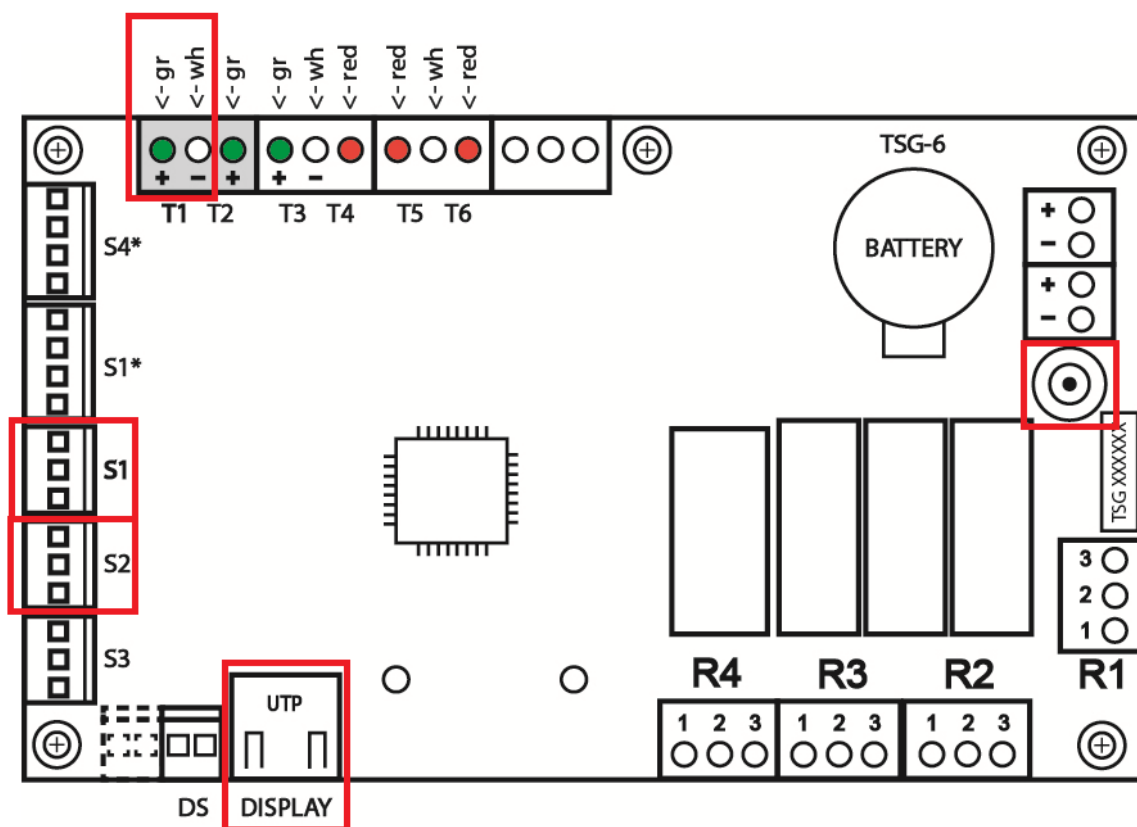 <-gr <-wh <-gr <-gr <-wh <-red <-red <-wh <-red
+ - + + -
T1 T2 T3 T4 T5 T6
TSG-6
BATTERY
+
-
+
-
S4*
S1*
S1
S2
S3
TSG XXXXXX
3
2
1
R4 R3 R2 R1
1 2 3 1 2 3 1 2 3
UTP
DS DISPLAY